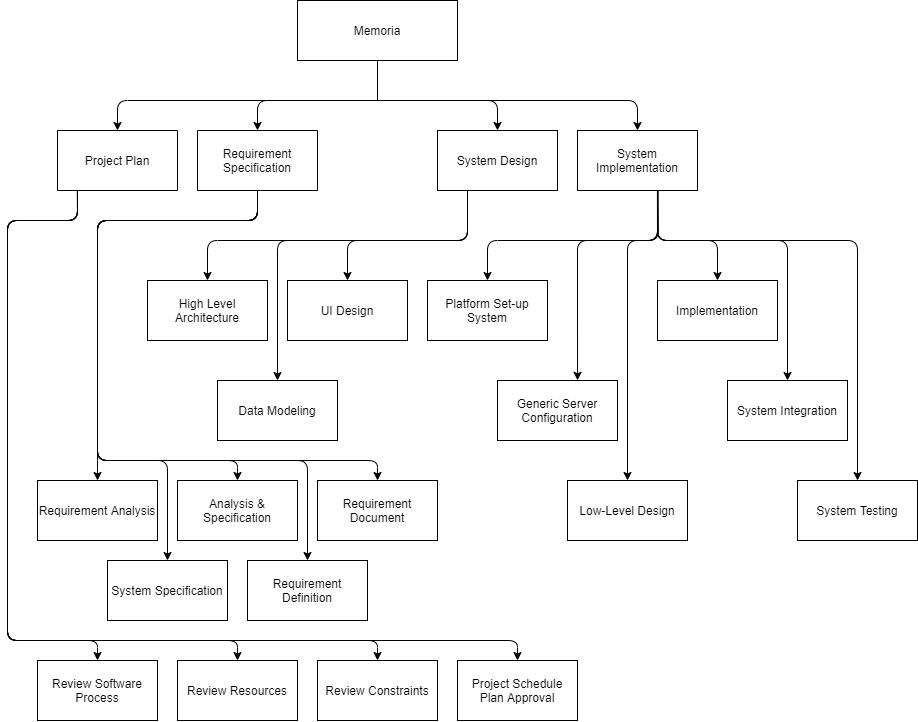 Memoria
Project Plan
Requirement
Specification
System Design
System
Implementation
High Level
Architecture
UI Design
Platform Set-up
System
Implementation
Data Modeling
Generic Server
Configuration
System Integration
Requirement Analysis
Analysis &
Specification
Requirement
Document
Low-Level Design
System Testing
System Specification
Requirement
Definition
Review Software
Process
Review Resources
Review Constraints
Project Schedule
Plan Approval